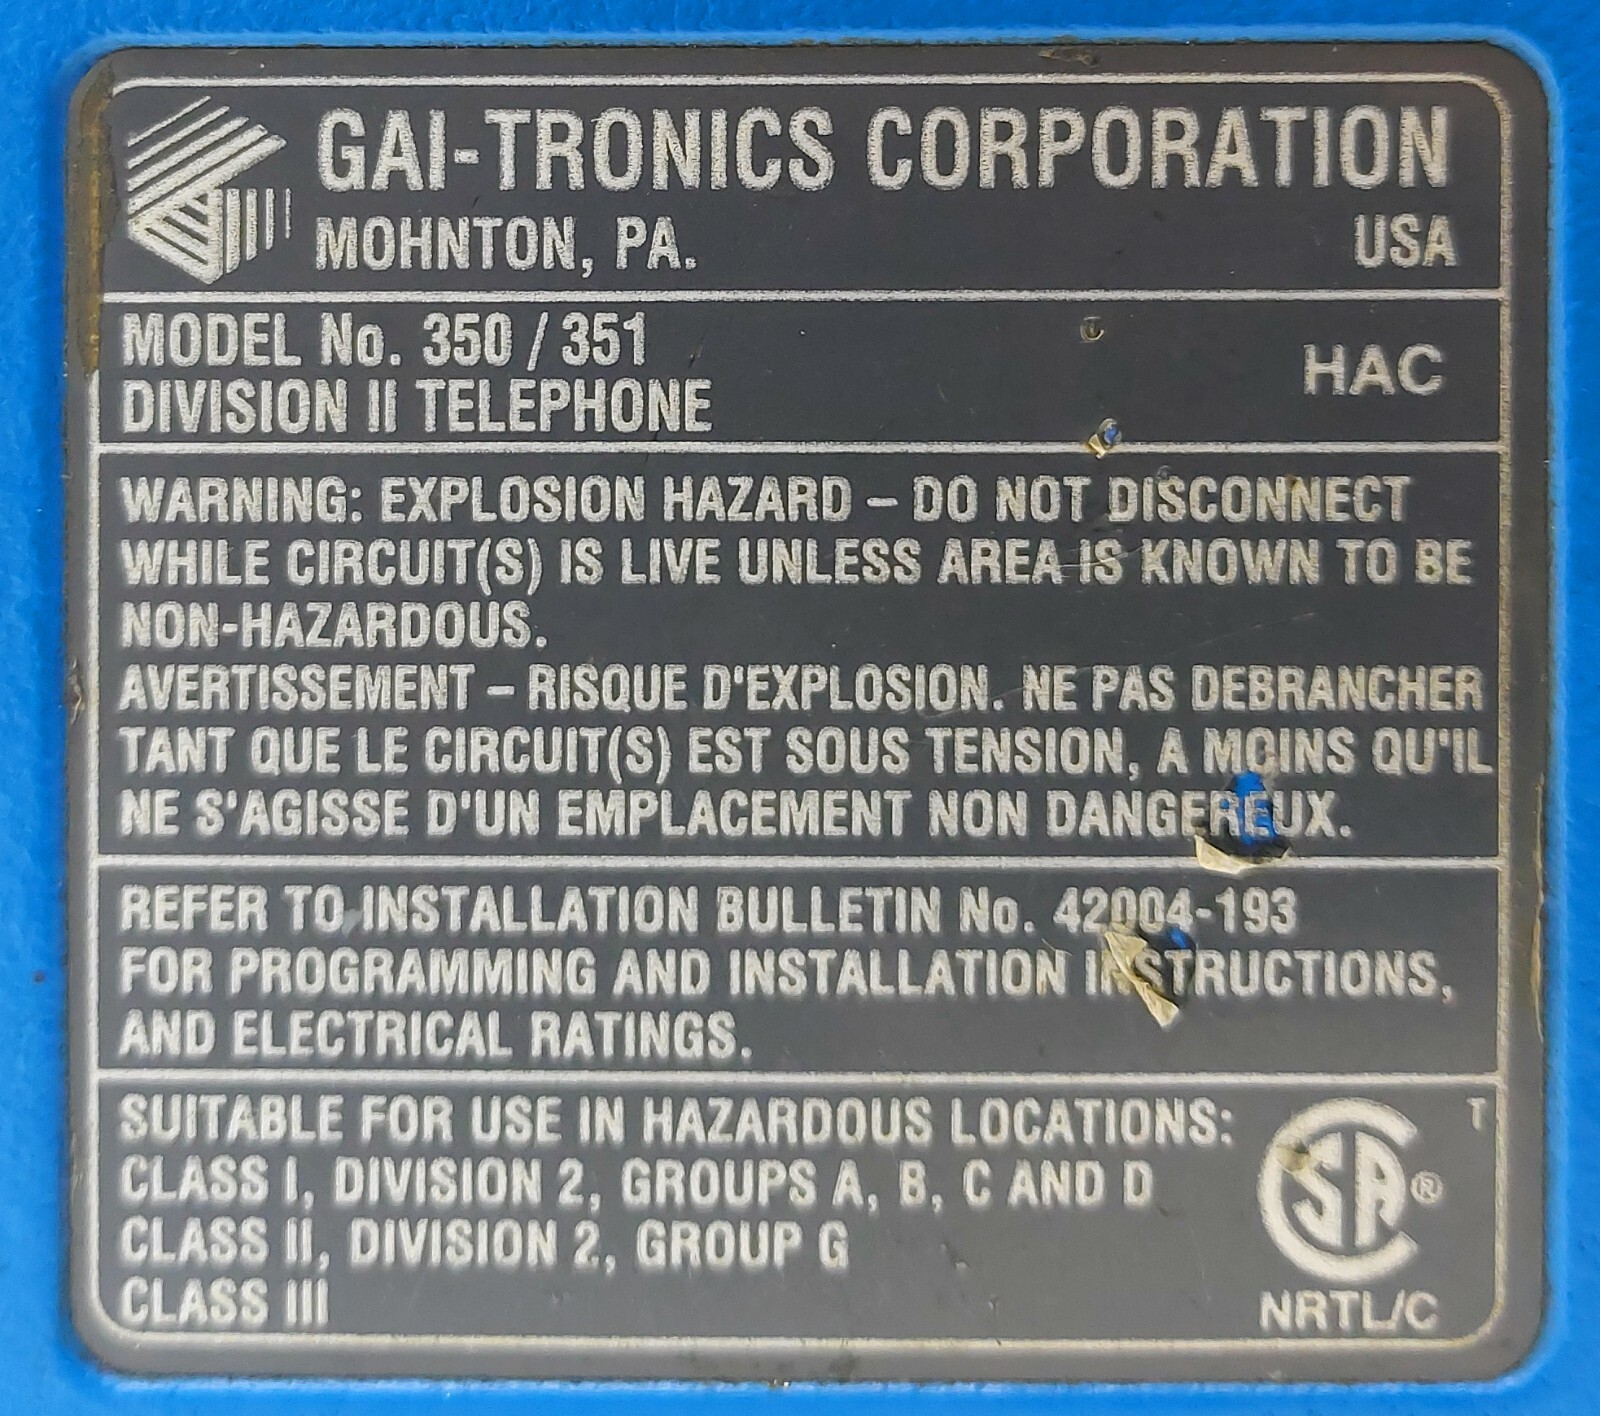 GAI-TRONICS CORPORATION
MOHNTON, PA. USA
MODEL No. 350 / 351
DIVISION II TELEPHONE
HAC
WARNING: EXPLOSION HAZARD – DO NOT DISCONNECT
WHILE CIRCUIT(S) IS LIVE UNLESS AREA IS KNOWN TO BE
NON-HAZARDOUS.
AVERTISSEMENT – RISQUE D'EXPLOSION. NE PAS DEBRANCHER
TANT QUE LE CIRCUIT(S) EST SOUS TENSION, A MOINS QU'IL
NE S'AGISSE D'UN EMPLACEMENT NON DANGEREUX.
REFER TO INSTALLATION BULLETIN No. 42004-193
FOR PROGRAMMING AND INSTALLATION INSTRUCTIONS,
AND ELECTRICAL RATINGS.
SUITABLE FOR USE IN HAZARDOUS LOCATIONS:
CLASS I, DIVISION 2, GROUPS A, B, C AND D
CLASS II, DIVISION 2, GROUP G
CLASS III
T
CSA®
NRTL/C